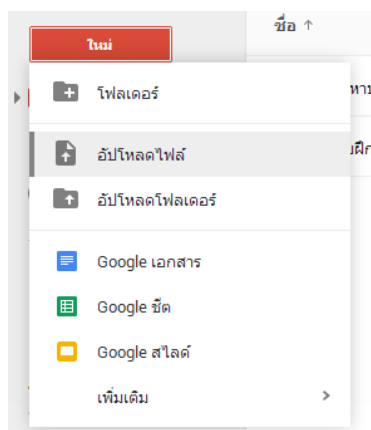 ใหม่
ชื่อ ↑
โฟลเดอร์
อัปโหลดไฟล์
อัปโหลดโฟลเดอร์
Google เอกสาร
Google ชีต
Google สไลด์
เพิ่มเติม